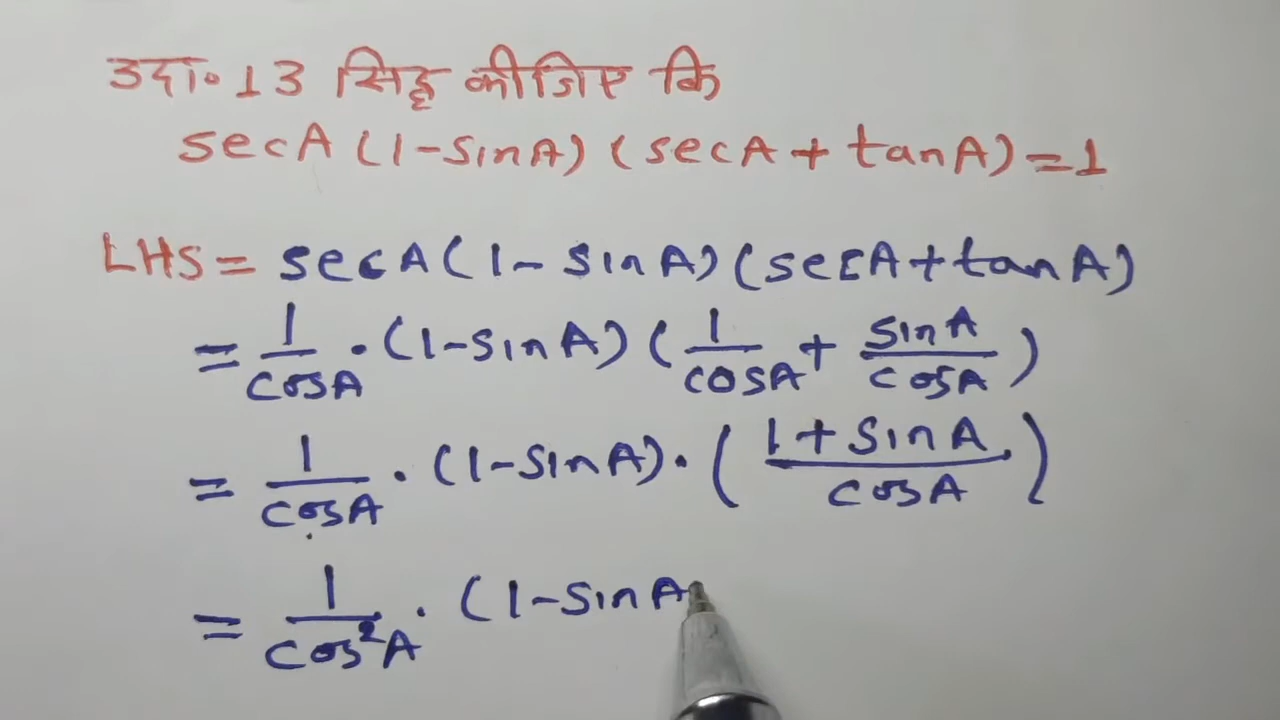 उदा. 13 सिद्ध कीजिए कि
secA (1-sinA) (secA + tanA) = 1
LHS = secA (1- sinA) (secA + tanA)
= 1/cosA . (1-sinA) (1/cosA + sinA/cosA)
= 1/cosA . (1-sinA) . (1+sinA/cosA)
= 1/cos²A . (1-sinA